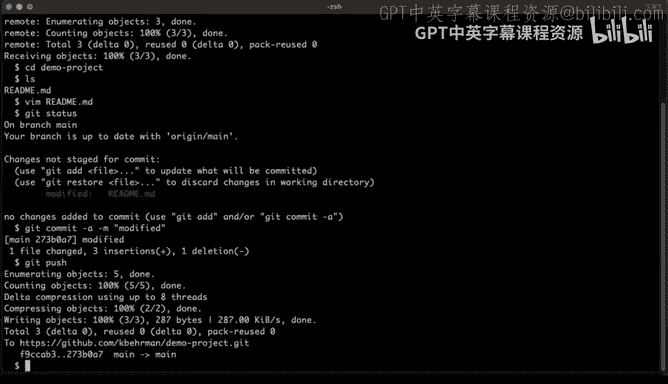 -zsh
GPT中英字幕课程资源@bilibili.com
GPT中英字幕课程资源 bilibili
remote: Enumerating objects: 3, done.
remote: Counting objects: 100% (3/3), done.
remote: Total 3 (delta 0), reused 0 (delta 0), pack-reused 0
Receiving objects: 100% (3/3), done.
$ cd demo-project
$ ls
README.md
$ vim README.md
$ git status
On branch main
Your branch is up to date with 'origin/main'.
Changes not staged for commit:
(use "git add <file>..." to update what will be committed)
(use "git restore <file>..." to discard changes in working directory)
modified: README.md
no changes added to commit (use "git add" and/or "git commit -a")
$ git commit -a -m "modified"
[main 273b0a7] modified
1 file changed, 3 insertions(+), 1 deletion(-)
$ git push
Enumerating objects: 5, done.
Counting objects: 100% (5/5), done.
Delta compression using up to 8 threads
Compressing objects: 100% (2/2), done.
Writing objects: 100% (3/3), 287 bytes | 287.00 KiB/s, done.
Total 3 (delta 0), reused 0 (delta 0), pack-reused 0
To https://github.com/kbehrman/demo-project.git
f9ccab3..273b0a7 main -> main
$